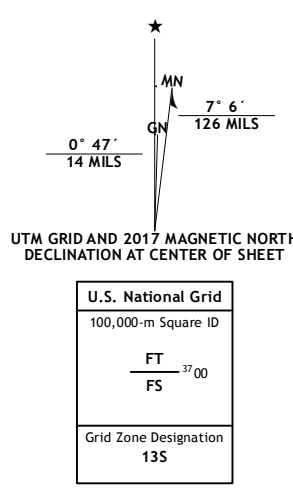 MN
GN
7° 6´
126 MILS
0° 47´
14 MILS
UTM GRID AND 2017 MAGNETIC NORTH
DECLINATION AT CENTER OF SHEET
U.S. National Grid
100,000-m Square ID
FT
3700
FS
Grid Zone Designation
13S